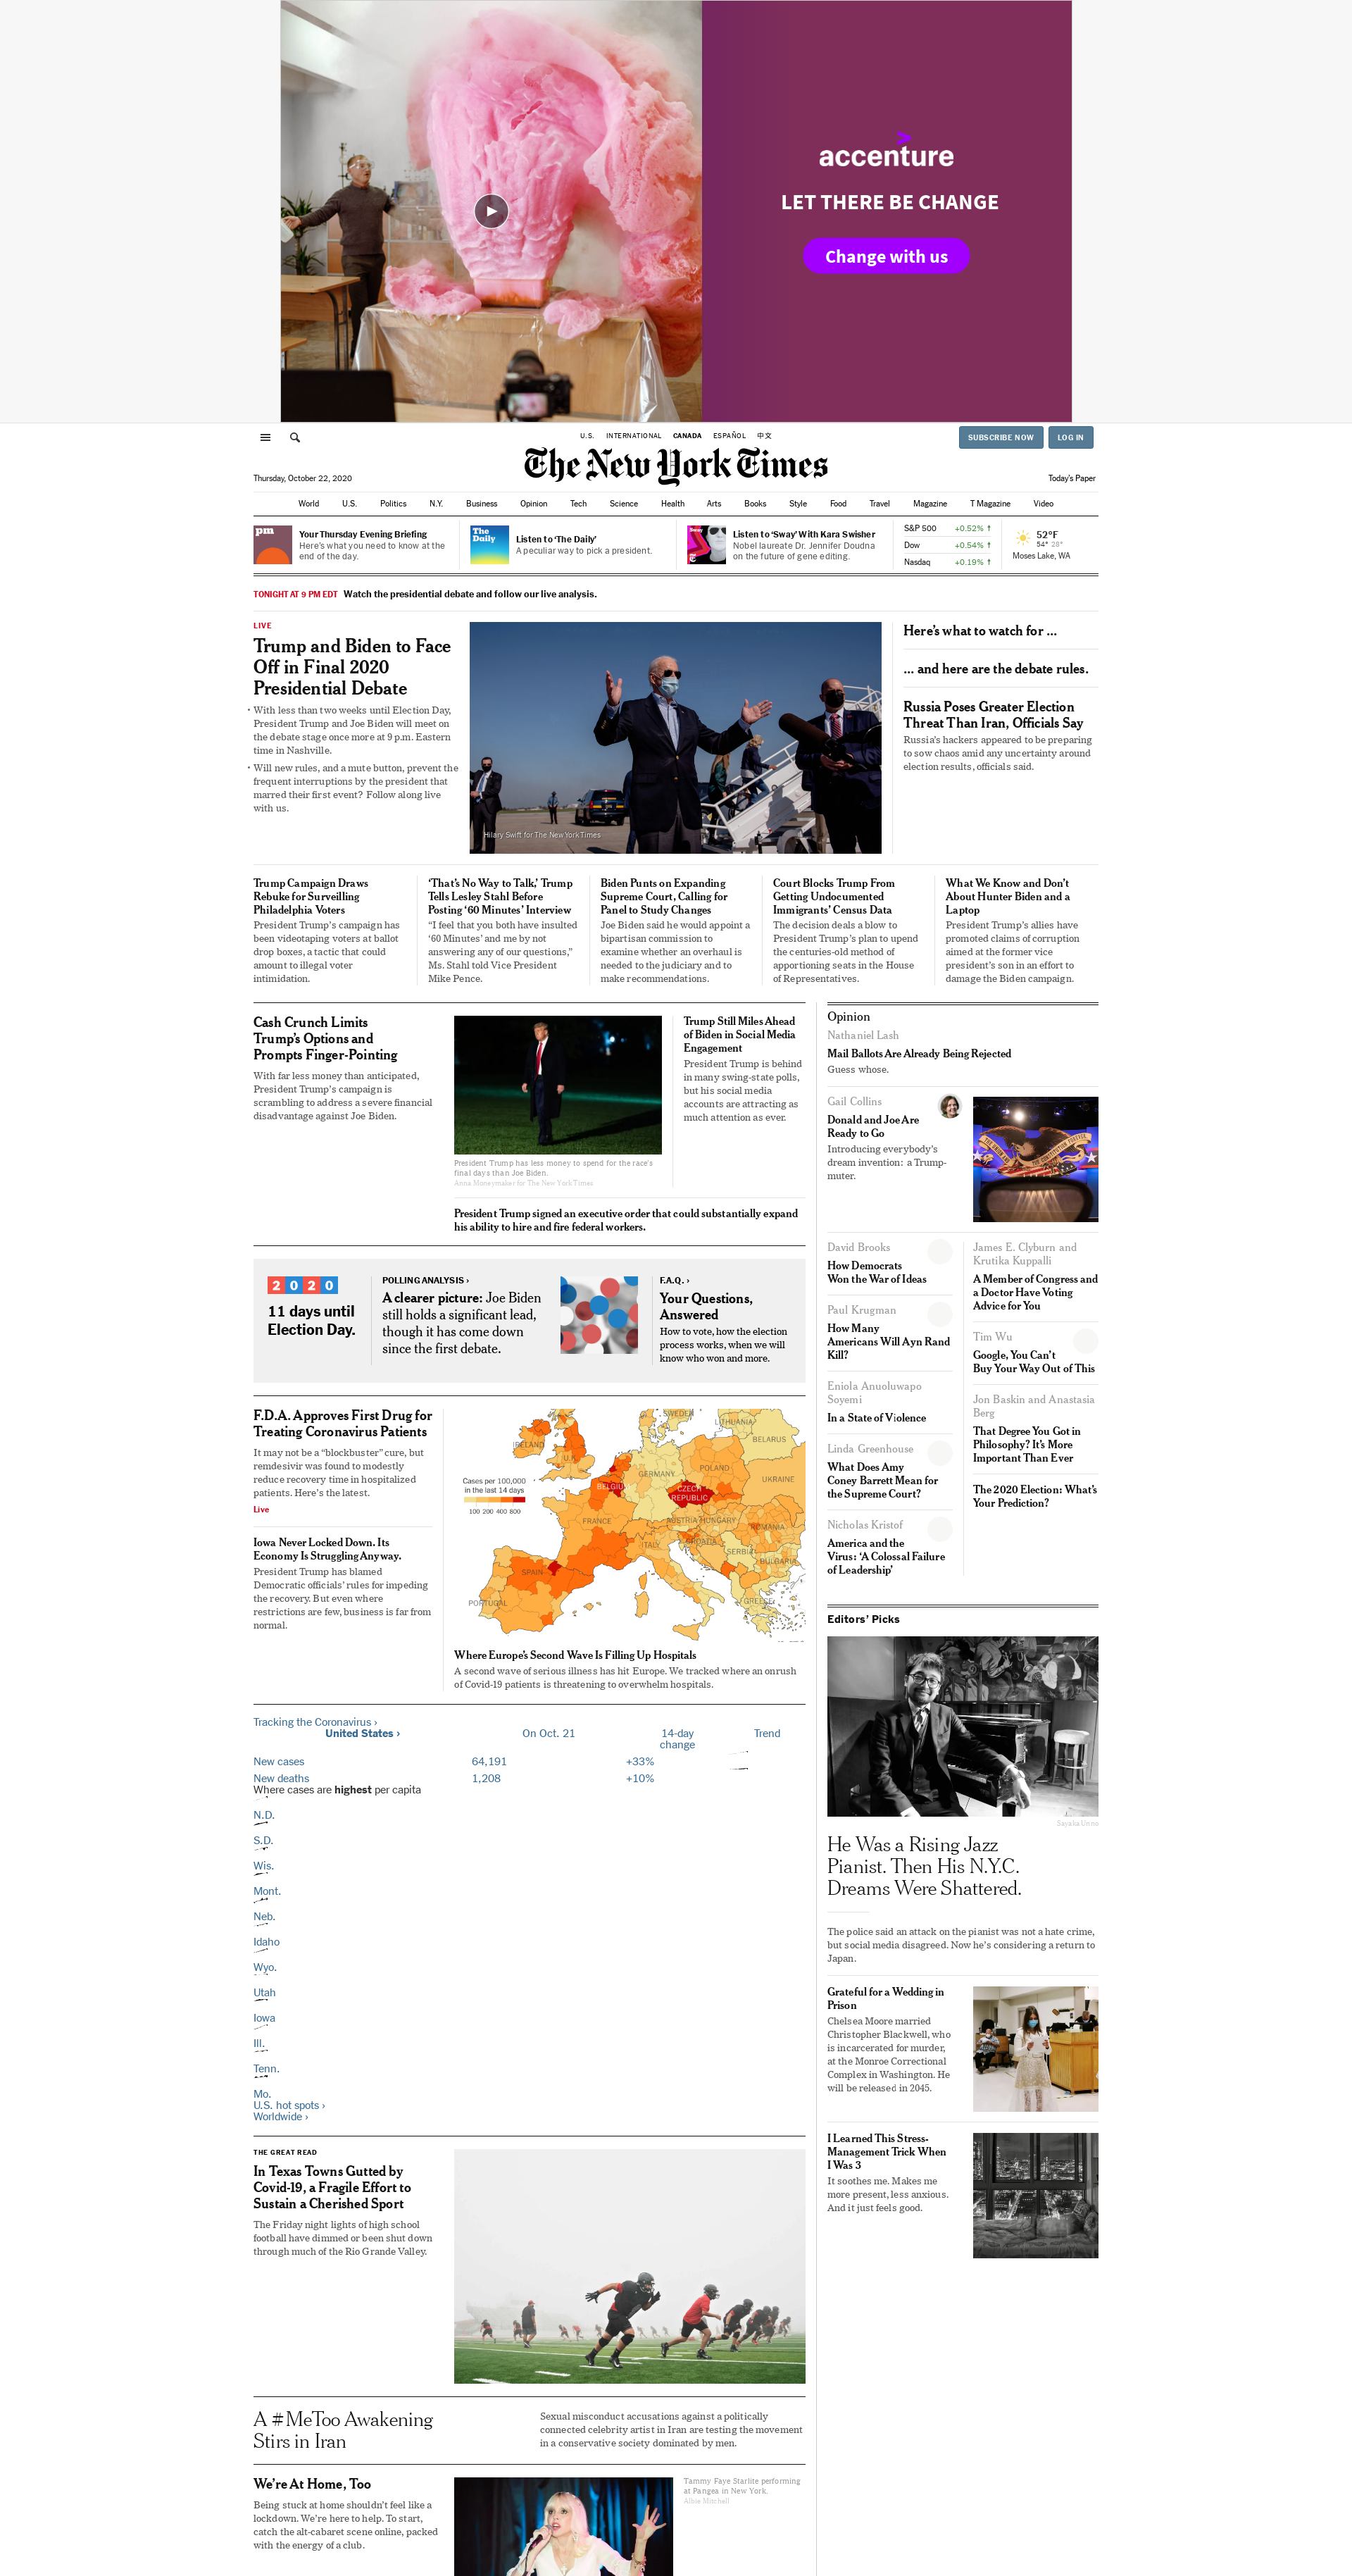 accenture
LET THERE BE CHANGE
Change with us
U.S. INTERNATIONAL CANADA ESPAÑOL 中文
SUBSCRIBE NOW LOG IN
The New York Times
Thursday, October 22, 2020
Today's Paper
World U.S. Politics N.Y. Business Opinion Tech Science Health Arts Books Style Food Travel Magazine T Magazine Video
pm
Your Thursday Evening Briefing
Here's what you need to know at the
end of the day.
The
Daily
Listen to 'The Daily'
A peculiar way to pick a president.
Sway
Listen to 'Sway' With Kara Swisher
Nobel laureate Dr. Jennifer Doudna
on the future of gene editing.
S&P 500 +0.52% ↑
Dow +0.54% ↑
Nasdaq +0.19% ↑
52°F
54° 28°
Moses Lake, WA
TONIGHT AT 9 PM EDT Watch the presidential debate and follow our live analysis.
LIVE
Trump and Biden to Face
Off in Final 2020
Presidential Debate
• With less than two weeks until Election Day,
President Trump and Joe Biden will meet on
the debate stage once more at 9 p.m. Eastern
time in Nashville.
• Will new rules, and a mute button, prevent the
frequent interruptions by the president that
marred their first event? Follow along live
with us.
Hilary Swift for The New York Times
Here's what to watch for ...
... and here are the debate rules.
Russia Poses Greater Election
Threat Than Iran, Officials Say
Russia's hackers appeared to be preparing
to sow chaos amid any uncertainty around
election results, officials said.
Trump Campaign Draws
Rebuke for Surveilling
Philadelphia Voters
President Trump's campaign has
been videotaping voters at ballot
drop boxes, a tactic that could
amount to illegal voter
intimidation.
'That's No Way to Talk,' Trump
Tells Lesley Stahl Before
Posting '60 Minutes' Interview
"I feel that you both have insulted
'60 Minutes' and me by not
answering any of our questions,"
Ms. Stahl told Vice President
Mike Pence.
Biden Punts on Expanding
Supreme Court, Calling for
Panel to Study Changes
Joe Biden said he would appoint a
bipartisan commission to
examine whether an overhaul is
needed to the judiciary and to
make recommendations.
Court Blocks Trump From
Getting Undocumented
Immigrants' Census Data
The decision deals a blow to
President Trump's plan to upend
the centuries-old method of
apportioning seats in the House
of Representatives.
What We Know and Don't
About Hunter Biden and a
Laptop
President Trump's allies have
promoted claims of corruption
aimed at the former vice
president's son in an effort to
damage the Biden campaign.
Cash Crunch Limits
Trump's Options and
Prompts Finger-Pointing
With far less money than anticipated,
President Trump's campaign is
scrambling to address a severe financial
disadvantage against Joe Biden.
President Trump has less money to spend for the race's
final days than Joe Biden.
Anna Moneymaker for The New York Times
Trump Still Miles Ahead
of Biden in Social Media
Engagement
President Trump is behind
in many swing-state polls,
but his social media
accounts are attracting as
much attention as ever.
President Trump signed an executive order that could substantially expand
his ability to hire and fire federal workers.
2020
11 days until
Election Day.
POLLING ANALYSIS ›
A clearer picture: Joe Biden
still holds a significant lead,
though it has come down
since the first debate.
F.A.Q. ›
Your Questions,
Answered
How to vote, how the election
process works, when we will
know who won and more.
F.D.A. Approves First Drug for
Treating Coronavirus Patients
It may not be a "blockbuster" cure, but
remdesivir was found to modestly
reduce recovery time in hospitalized
patients. Here's the latest.
Live
Iowa Never Locked Down. Its
Economy Is Struggling Anyway.
President Trump has blamed
Democratic officials' rules for impeding
the recovery. But even where
restrictions are few, business is far from
normal.
SWEDEN
LITHUANIA
IRELAND
U.K.
BELARUS
POLAND
GERMANY
Cases per 100,000
in the last 14 days
100 200 400 800
BELGIUM
CZECH
REPUBLIC
UKRAINE
FRANCE
AUSTRIA HUNGARY
ROMANIA
ITALY
CROATIA
SERBIA
BULGARIA
SPAIN
PORTUGAL
GREECE
Where Europe's Second Wave Is Filling Up Hospitals
A second wave of serious illness has hit Europe. We tracked where an onrush
of Covid-19 patients is threatening to overwhelm hospitals.
Tracking the Coronavirus ›
United States › On Oct. 21 14-day
change Trend
New cases 64,191 +33%
New deaths 1,208 +10%
Where cases are highest per capita
N.D.
S.D.
Wis.
Mont.
Neb.
Idaho
Wyo.
Utah
Iowa
Ill.
Tenn.
Mo.
U.S. hot spots ›
Worldwide ›
THE GREAT READ
In Texas Towns Gutted by
Covid-19, a Fragile Effort to
Sustain a Cherished Sport
The Friday night lights of high school
football have dimmed or been shut down
through much of the Rio Grande Valley.
A #MeToo Awakening
Stirs in Iran
Sexual misconduct accusations against a politically
connected celebrity artist in Iran are testing the movement
in a conservative society dominated by men.
We're At Home, Too
Being stuck at home shouldn't feel like a
lockdown. We're here to help. To start,
catch the alt-cabaret scene online, packed
with the energy of a club.
Tammy Faye Starlite performing
at Pangea in New York.
Albie Mitchell
Opinion
Nathaniel Lash
Mail Ballots Are Already Being Rejected
Guess whose.
Gail Collins
Donald and Joe Are
Ready to Go
Introducing everybody's
dream invention: a Trump-
muter.
David Brooks
How Democrats
Won the War of Ideas
Paul Krugman
How Many
Americans Will Ayn Rand
Kill?
Eniola Anuoluwapo
Soyemi
In a State of Violence
Linda Greenhouse
What Does Amy
Coney Barrett Mean for
the Supreme Court?
Nicholas Kristof
America and the
Virus: 'A Colossal Failure
of Leadership'
James E. Clyburn and
Krutika Kuppalli
A Member of Congress and
a Doctor Have Voting
Advice for You
Tim Wu
Google, You Can't
Buy Your Way Out of This
Jon Baskin and Anastasia
Berg
That Degree You Got in
Philosophy? It's More
Important Than Ever
The 2020 Election: What's
Your Prediction?
Editors' Picks
Sayaka Ueno
He Was a Rising Jazz
Pianist. Then His N.Y.C.
Dreams Were Shattered.
The police said an attack on the pianist was not a hate crime,
but social media disagreed. Now he's considering a return to
Japan.
Grateful for a Wedding in
Prison
Chelsea Moore married
Christopher Blackwell, who
is incarcerated for murder,
at the Monroe Correctional
Complex in Washington. He
will be released in 2045.
I Learned This Stress-
Management Trick When
I Was 3
It soothes me. Makes me
more present, less anxious.
And it just feels good.